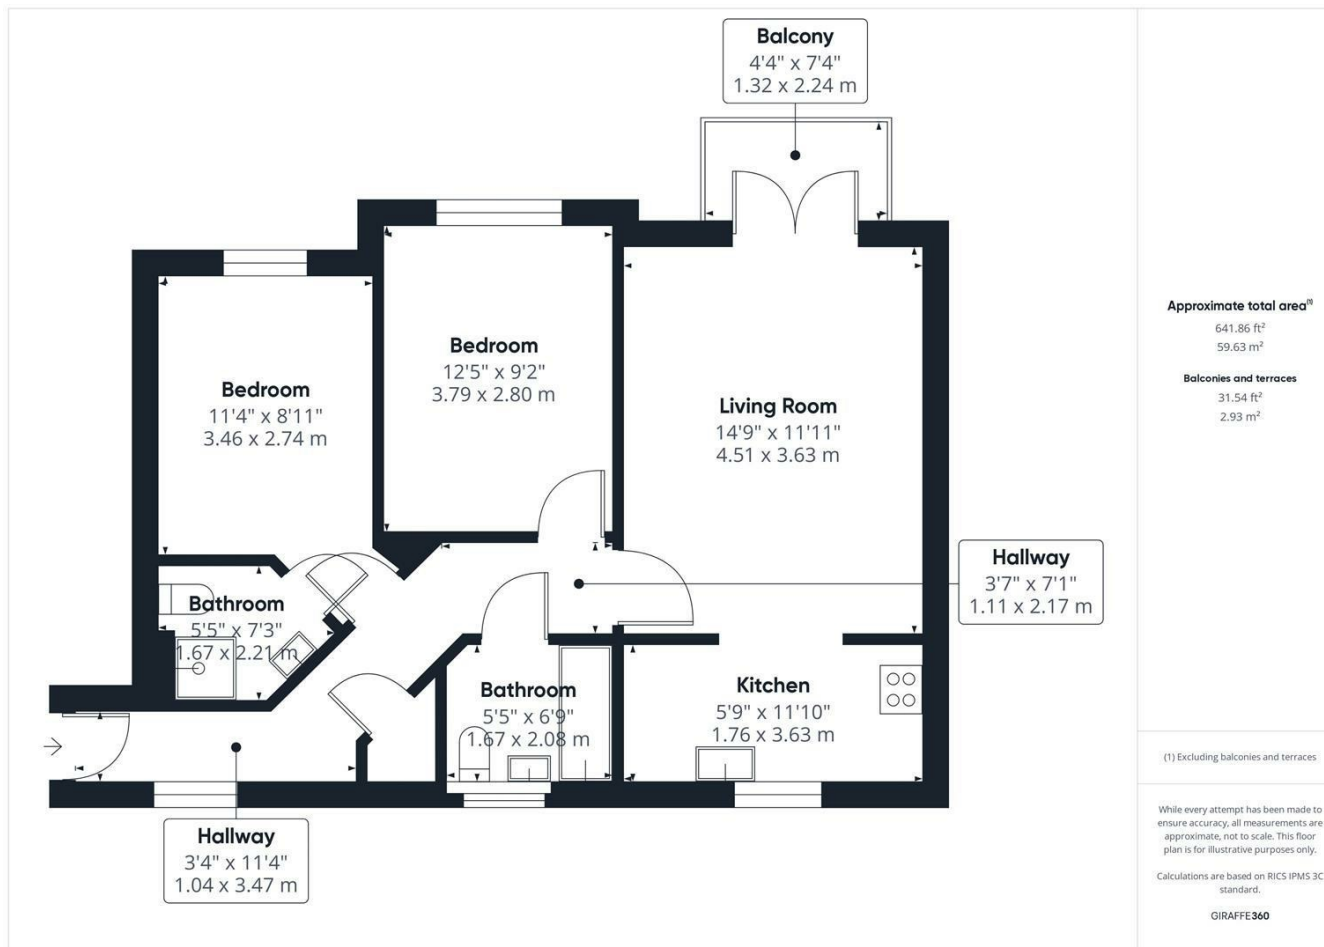 Balcony
4'4" x 7'4"
1.32 x 2.24 m
Bedroom
12'5" x 9'2"
3.79 x 2.80 m
Bedroom
11'4" x 8'11"
3.46 x 2.74 m
Living Room
14'9" x 11'11"
4.51 x 3.63 m
Hallway
3'7" x 7'1"
1.11 x 2.17 m
Bathroom
5'5" x 7'3"
1.67 x 2.21 m
Bathroom
5'5" x 6'9"
1.67 x 2.08 m
Kitchen
5'9" x 11'10"
1.76 x 3.63 m
Hallway
3'4" x 11'4"
1.04 x 3.47 m
Approximate total area⁽¹⁾
641.86 ft²
59.63 m²
Balconies and terraces
31.54 ft²
2.93 m²
(1) Excluding balconies and terraces
While every attempt has been made to
ensure accuracy, all measurements are
approximate, not to scale. This floor
plan is for illustrative purposes only.
Calculations are based on RICS IPMS 3C
standard.
GIRAFFE360